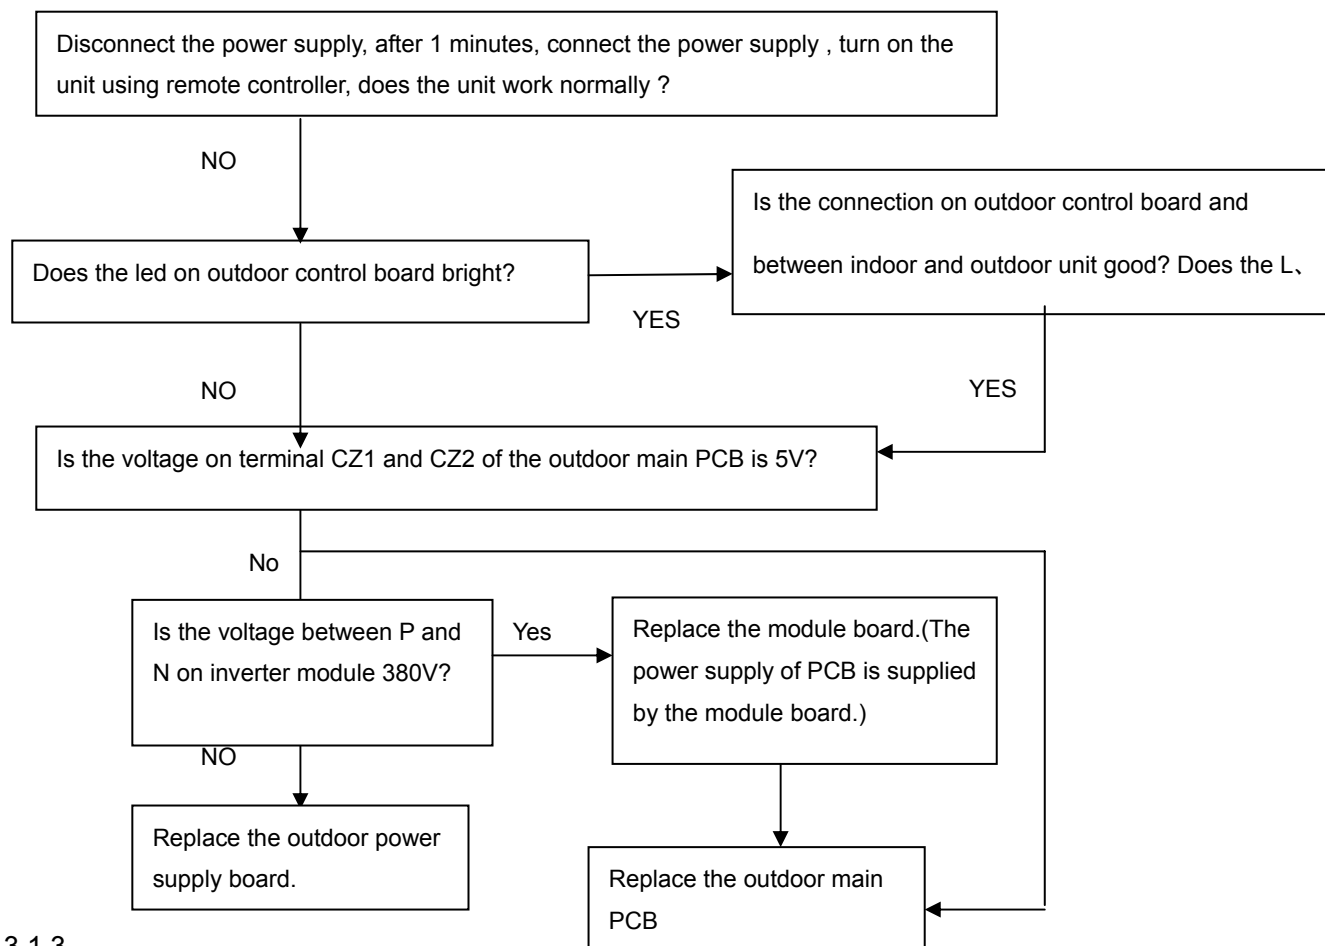 Disconnect the power supply, after 1 minutes, connect the power supply , turn on the
unit using remote controller, does the unit work normally ?
NO
Is the connection on outdoor control board and
between indoor and outdoor unit good? Does the L、
Does the led on outdoor control board bright?
YES
NO
YES
Is the voltage on terminal CZ1 and CZ2 of the outdoor main PCB is 5V?
No
Is the voltage between P and
N on inverter module 380V?
Yes
Replace the module board.(The
power supply of PCB is supplied
by the module board.)
NO
Replace the outdoor power
supply board.
Replace the outdoor main
PCB
3.1.3